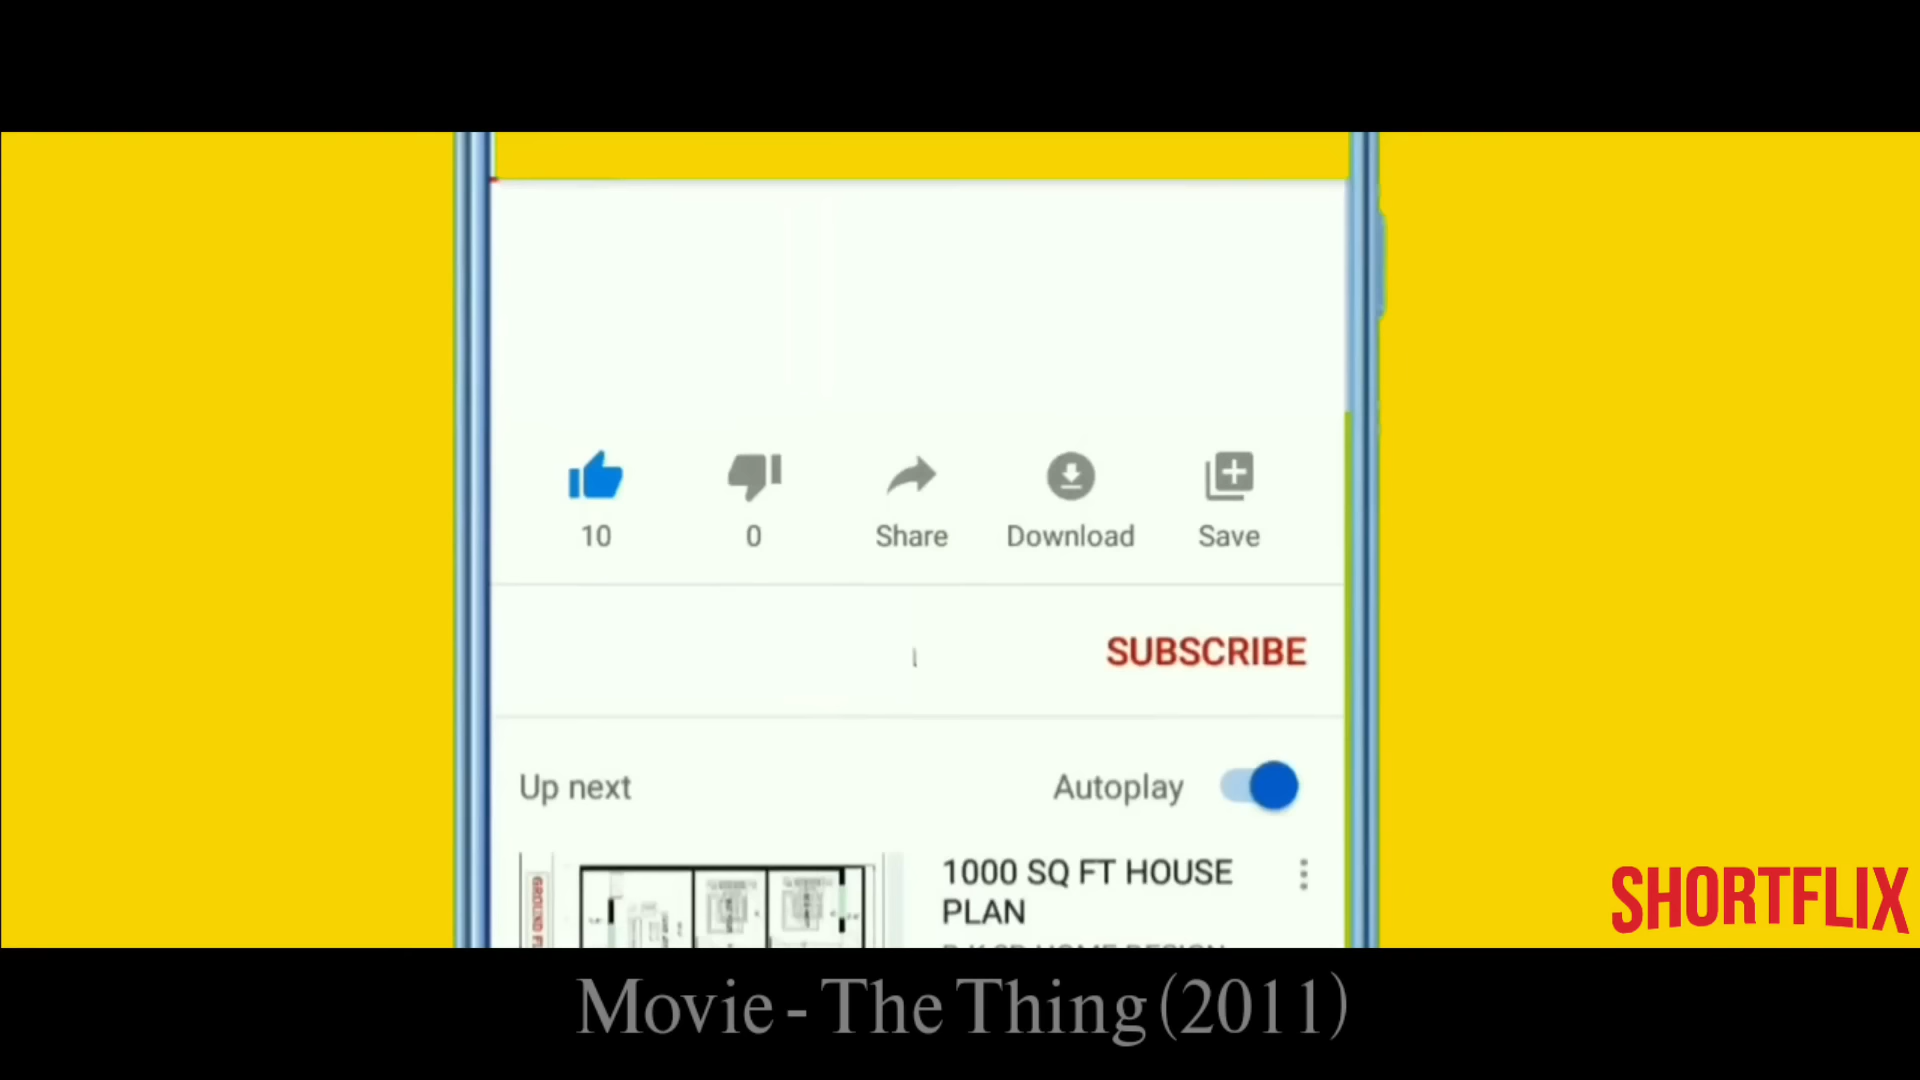 10
0
Share
Download
Save
SUBSCRIBE
Up next
Autoplay
1000 SQ FT HOUSE
PLAN
SHORTFLIX
Movie - The Thing (2011)